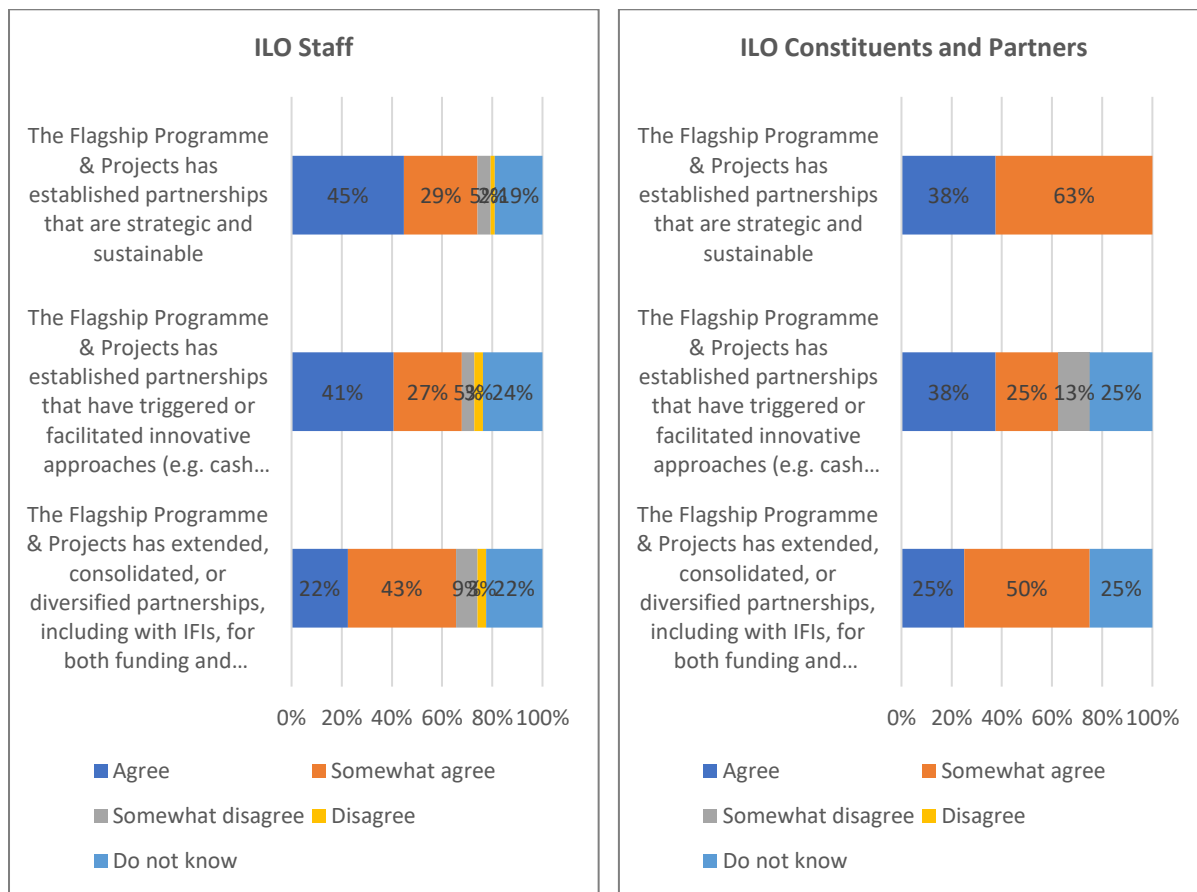 ILO Staff
The Flagship Programme
& Projects has
established partnerships
that are strategic and
sustainable
45% 29% 5% 2% 19%
The Flagship Programme
& Projects has
established partnerships
that have triggered or
facilitated innovative
approaches (e.g. cash...
41% 27% 5% 3% 24%
The Flagship Programme
& Projects has extended,
consolidated, or
diversified partnerships,
including with IFIs, for
both funding and...
22% 43% 9% 3% 22%
0% 20% 40% 60% 80% 100%
Agree Somewhat agree
Somewhat disagree Disagree
Do not know
ILO Constituents and Partners
The Flagship Programme
& Projects has
established partnerships
that are strategic and
sustainable
38% 63%
The Flagship Programme
& Projects has
established partnerships
that have triggered or
facilitated innovative
approaches (e.g. cash...
38% 25% 13% 25%
The Flagship Programme
& Projects has extended,
consolidated, or
diversified partnerships,
including with IFIs, for
both funding and...
25% 50% 25%
0% 20% 40% 60% 80% 100%
Agree Somewhat agree
Somewhat disagree Disagree
Do not know